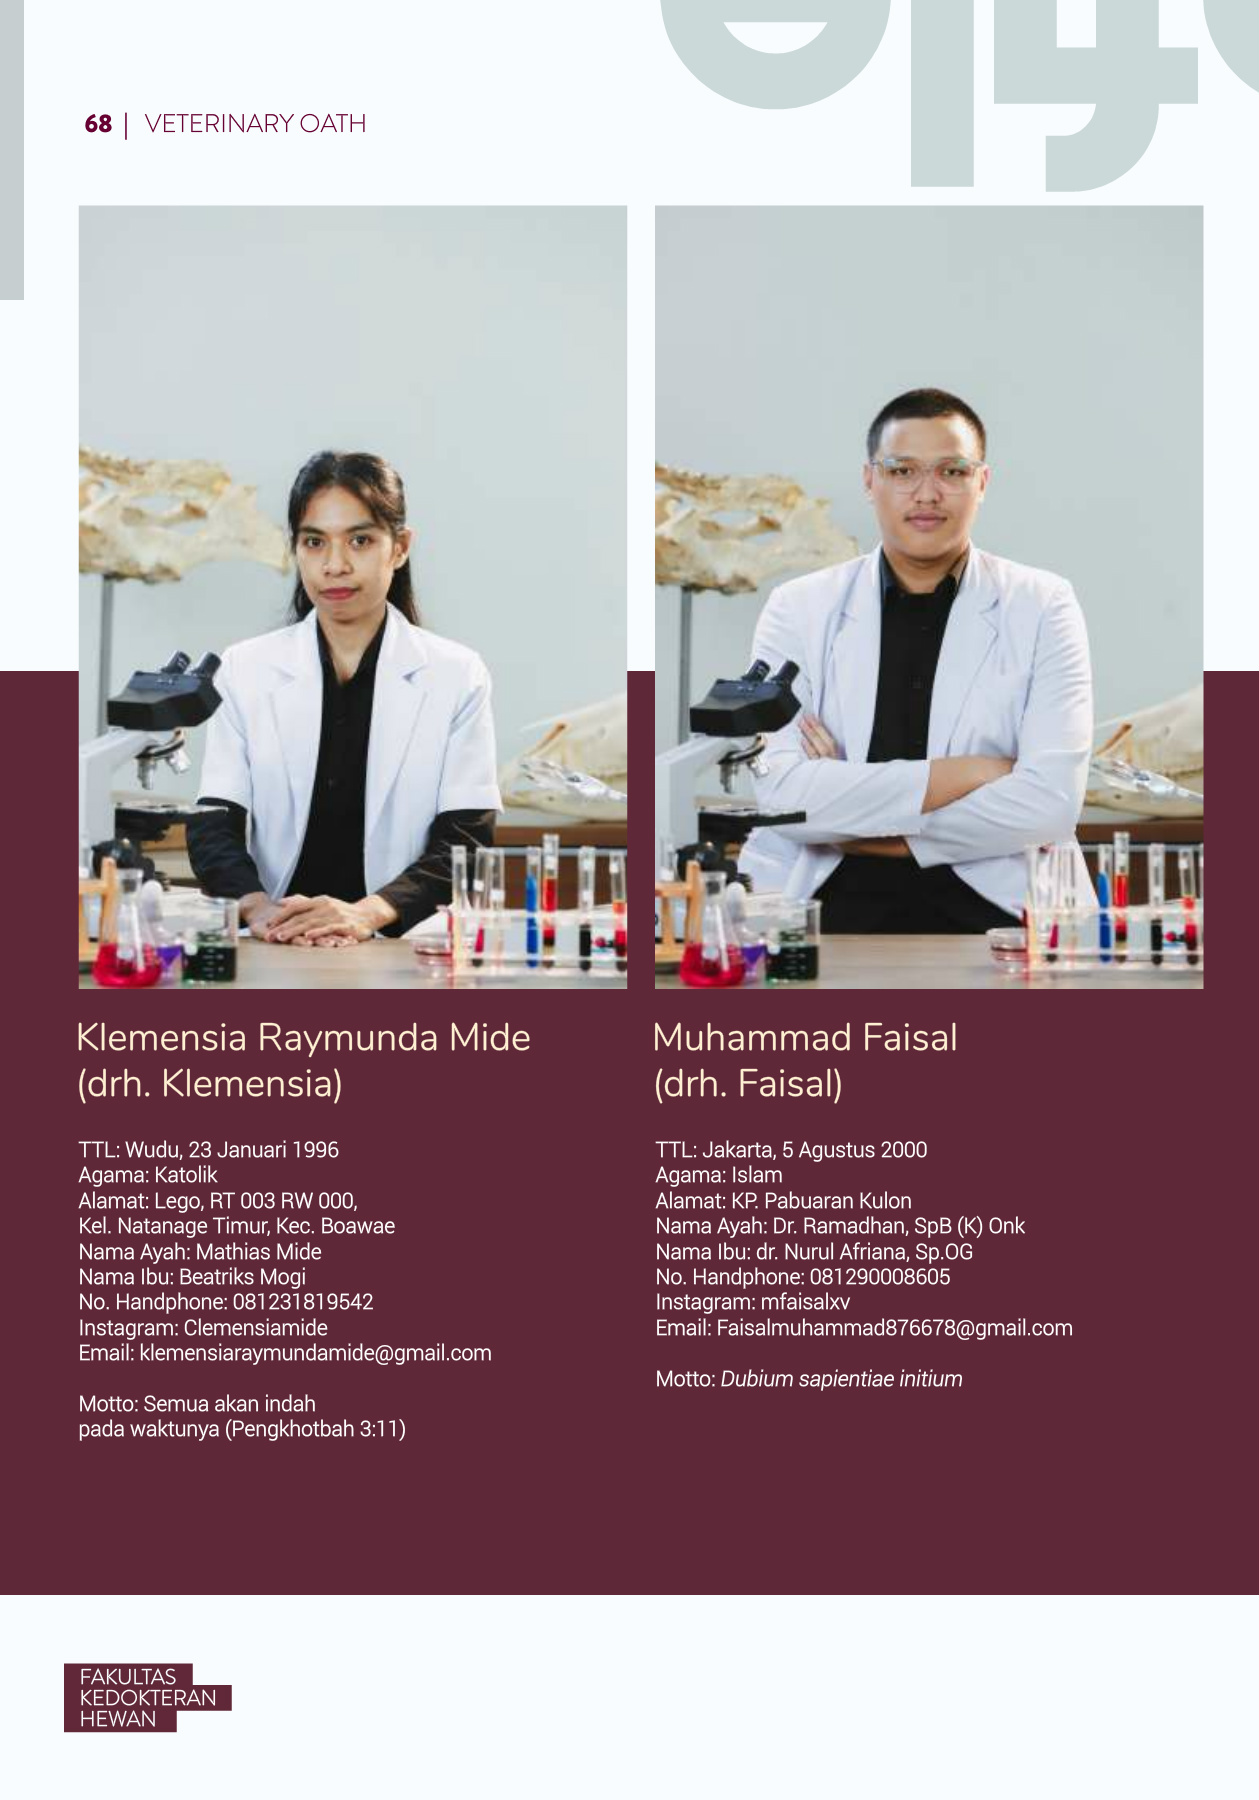 68 | VETERINARY OATH
Klemensia Raymunda Mide
(drh. Klemensia)
TTL: Wudu, 23 Januari 1996
Agama: Katolik
Alamat: Lego, RT 003 RW 000,
Kel. Natanage Timur, Kec. Boawae
Nama Ayah: Mathias Mide
Nama Ibu: Beatriks Mogi
No. Handphone: 081231819542
Instagram: Clemensiamide
Email: klemensiaraymundamide@gmail.com
Motto: Semua akan indah
pada waktunya (Pengkhotbah 3:11)
Muhammad Faisal
(drh. Faisal)
TTL: Jakarta, 5 Agustus 2000
Agama: Islam
Alamat: KP. Pabuaran Kulon
Nama Ayah: Dr. Ramadhan, SpB (K) Onk
Nama Ibu: dr. Nurul Afriana, Sp.OG
No. Handphone: 081290008605
Instagram: mfaisalxv
Email: Faisalmuhammad876678@gmail.com
Motto: Dubium sapientiae initium
FAKULTAS
KEDOKTERAN
HEWAN